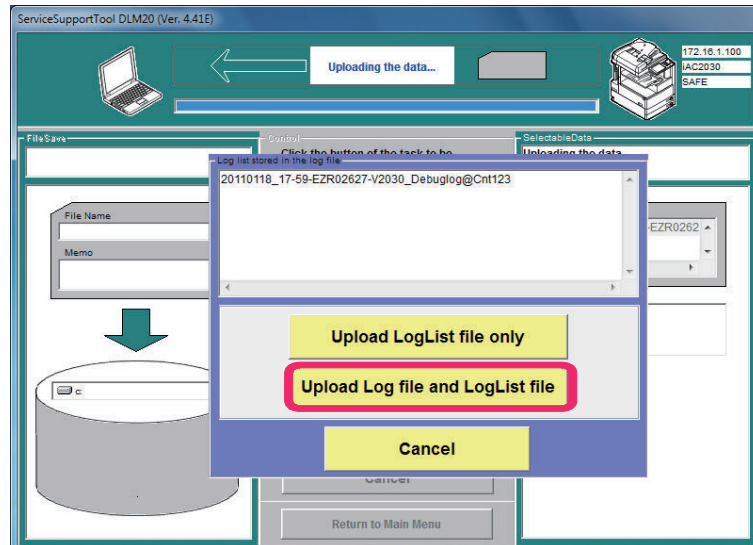 ServiceSupportTool DLM20 (Ver. 4.41E)
Uploading the data...
172.16.1.100
iAC2030
SAFE
FileSave
Control
SelectableData
Click the button of the task to be
Uploading the data
Log list stored in the log file
20110118_17-59-EZR02627-V2030_Debuglog@Cnt123
File Name
-EZR0262
Memo
Upload LogList file only
Upload Log file and LogList file
c:
Cancel
Cancel
Return to Main Menu